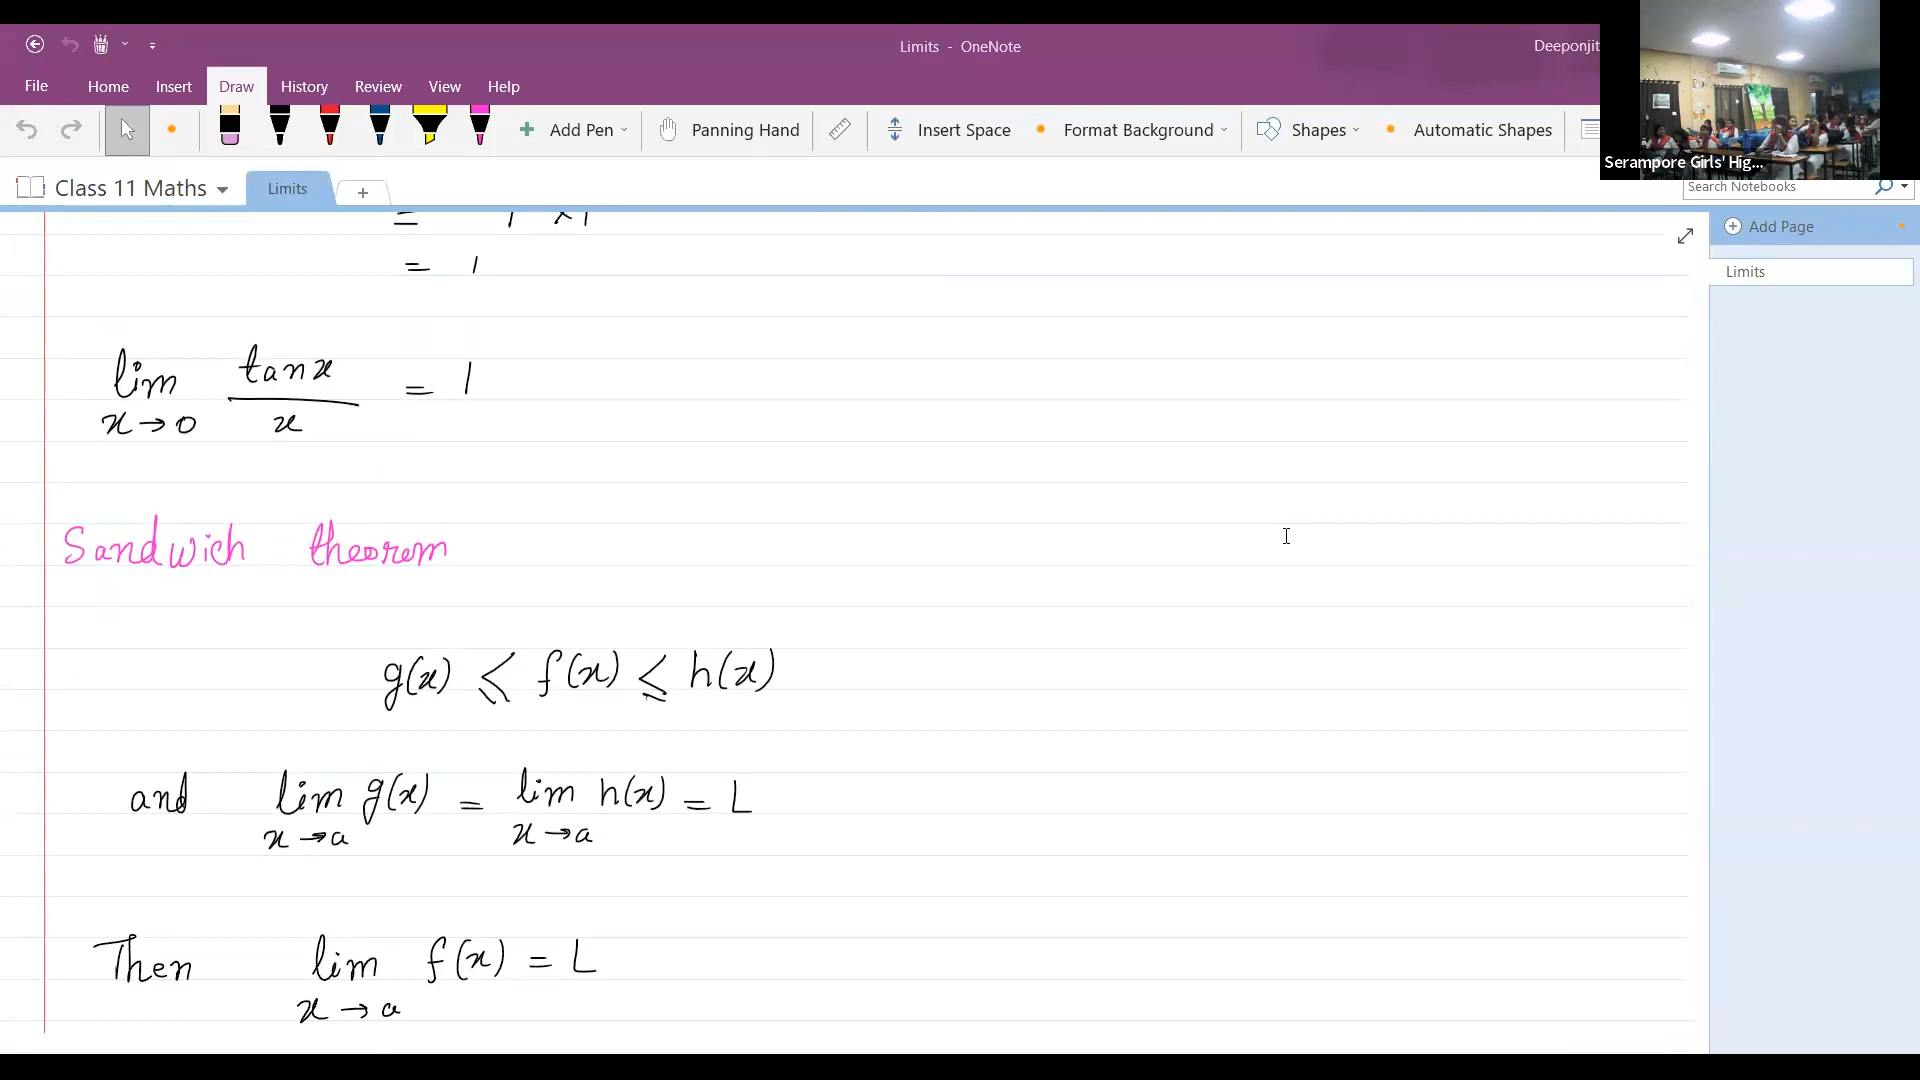 Limits - OneNote
Deeponjit
File Home Insert Draw History Review View Help
Add Pen Panning Hand Insert Space Format Background Shapes Automatic Shapes
Serampore Girls' Hig...
Class 11 Maths Limits
Search Notebooks
Add Page
Limits
= 1 ×1
= 1
lim x→0 tanx / x = 1
Sandwich theorem
g(x) ≤ f(x) ≤ h(x)
and lim x→a g(x) = lim x→a h(x) = L
Then lim x→a f(x) = L